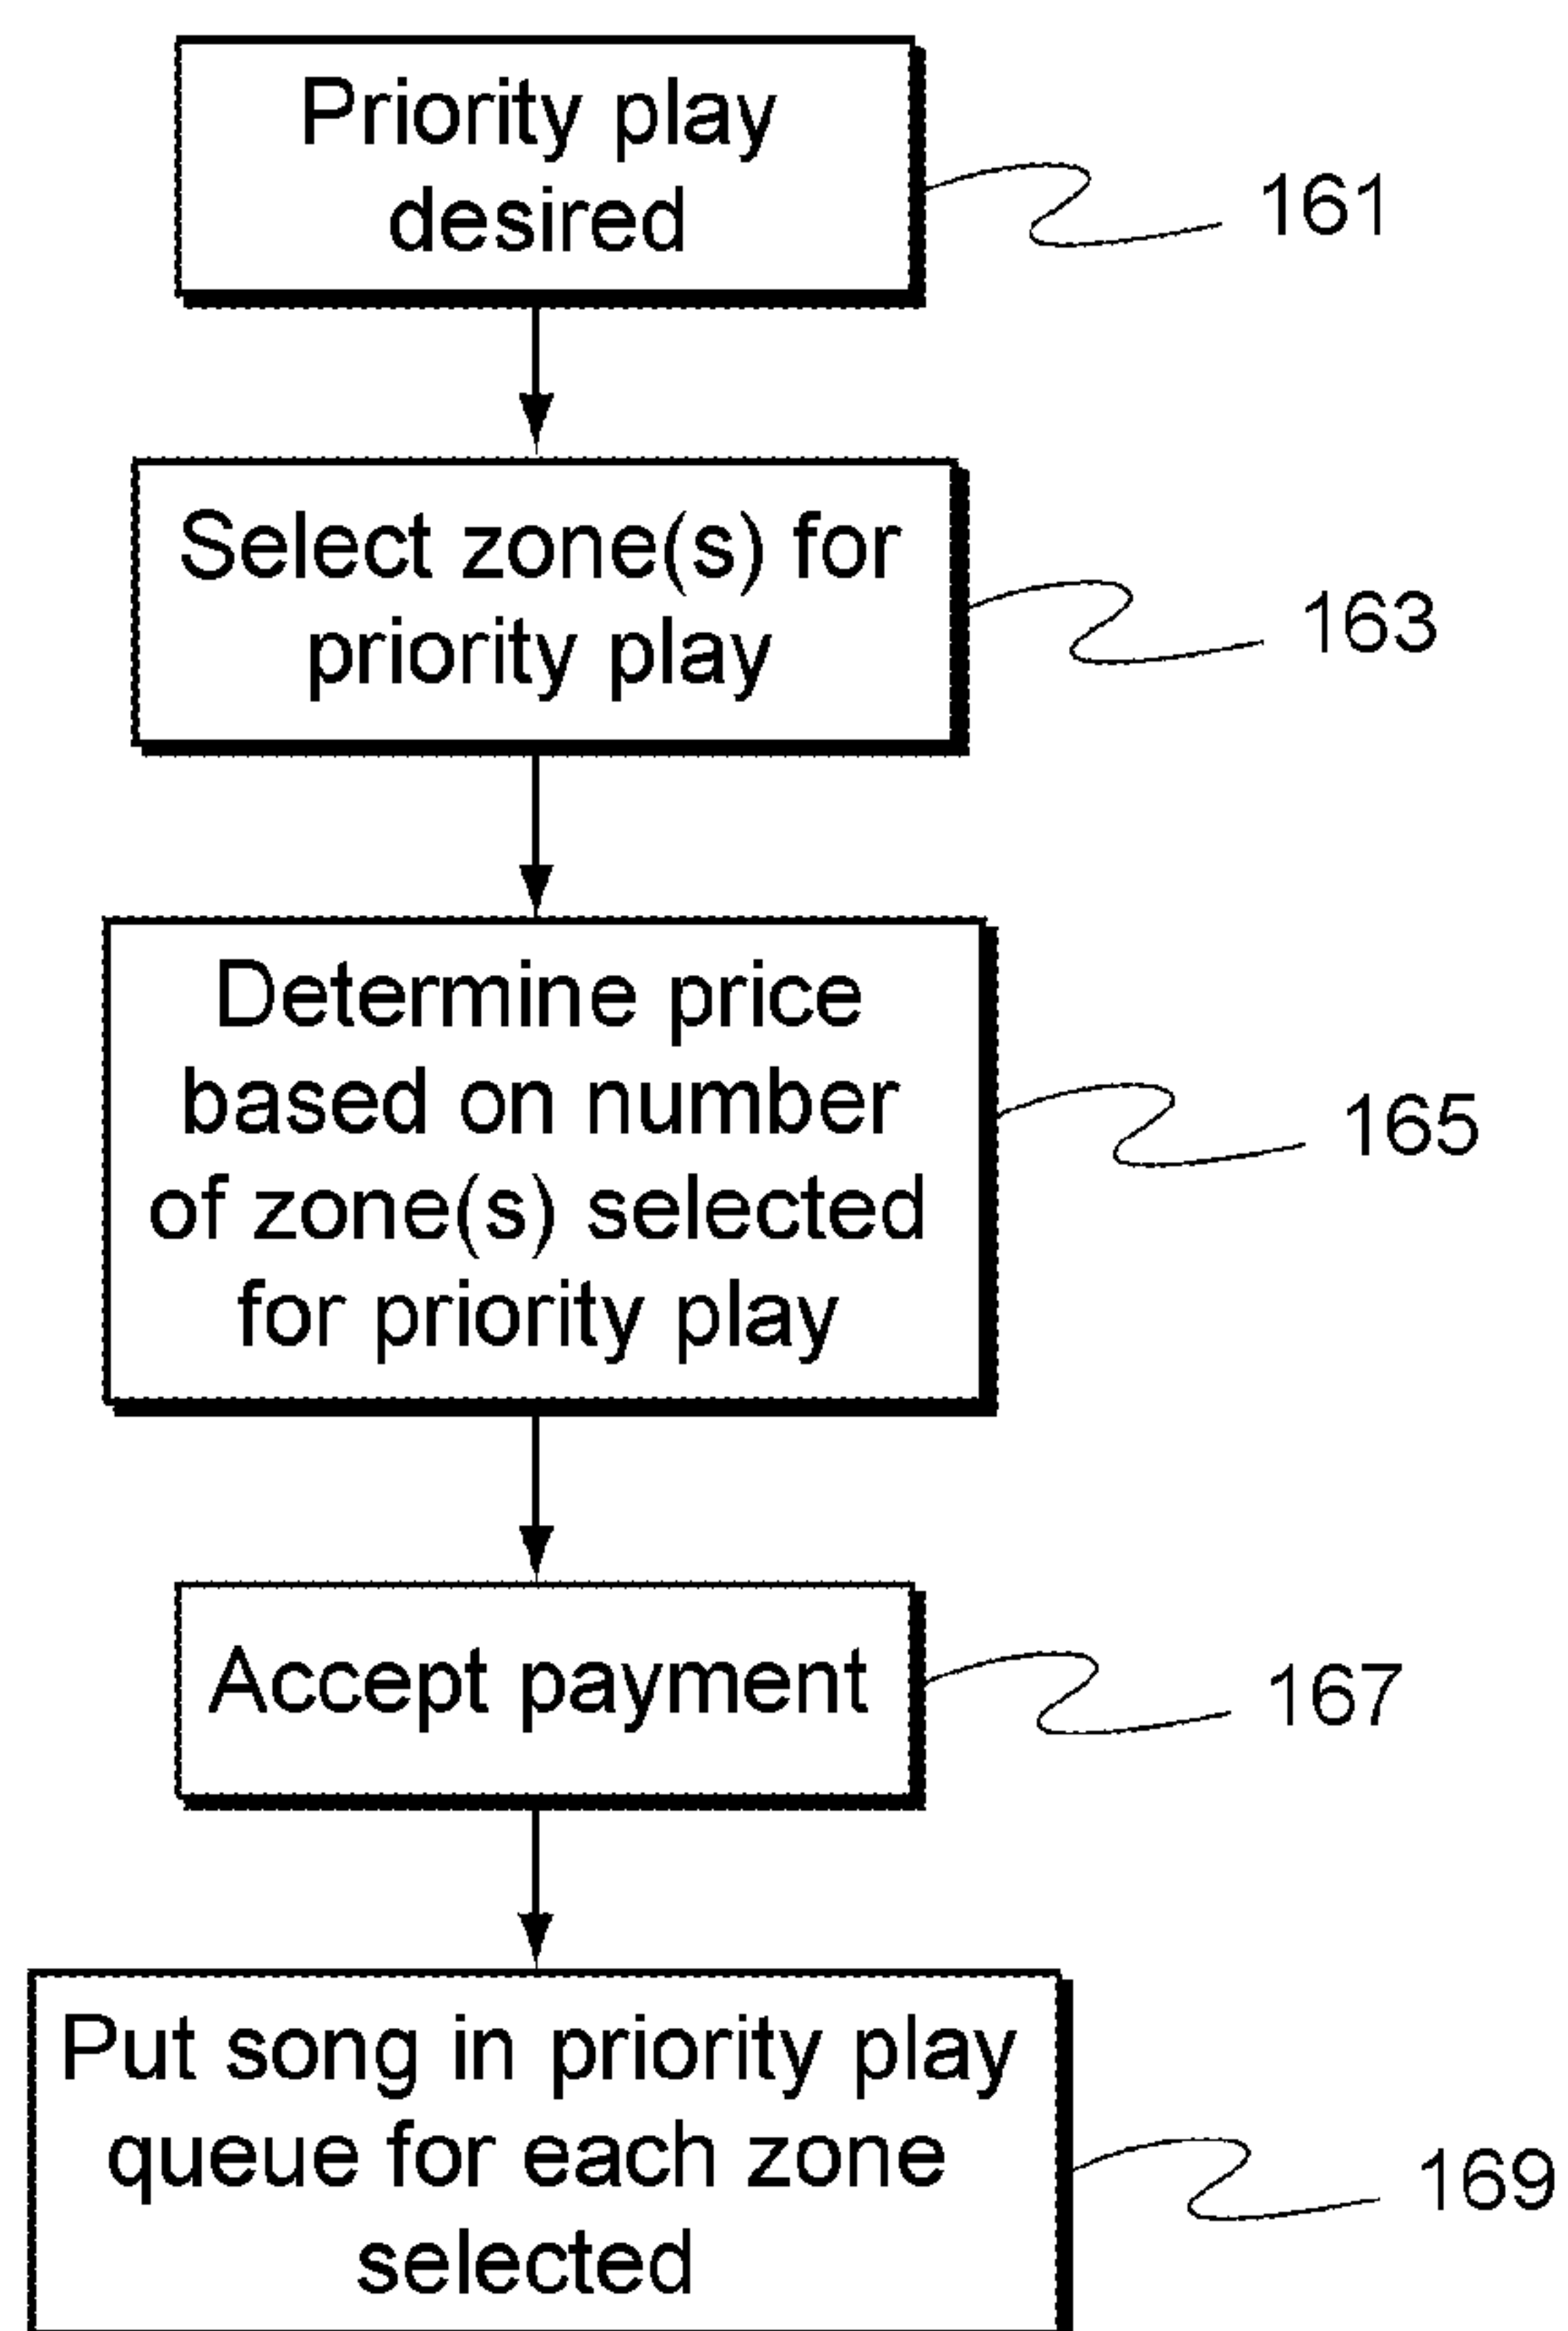 Priority play
desired
161
Select zone(s) for
priority play
163
Determine price
based on number
of zone(s) selected
for priority play
165
Accept payment
167
Put song in priority play
queue for each zone
selected
169